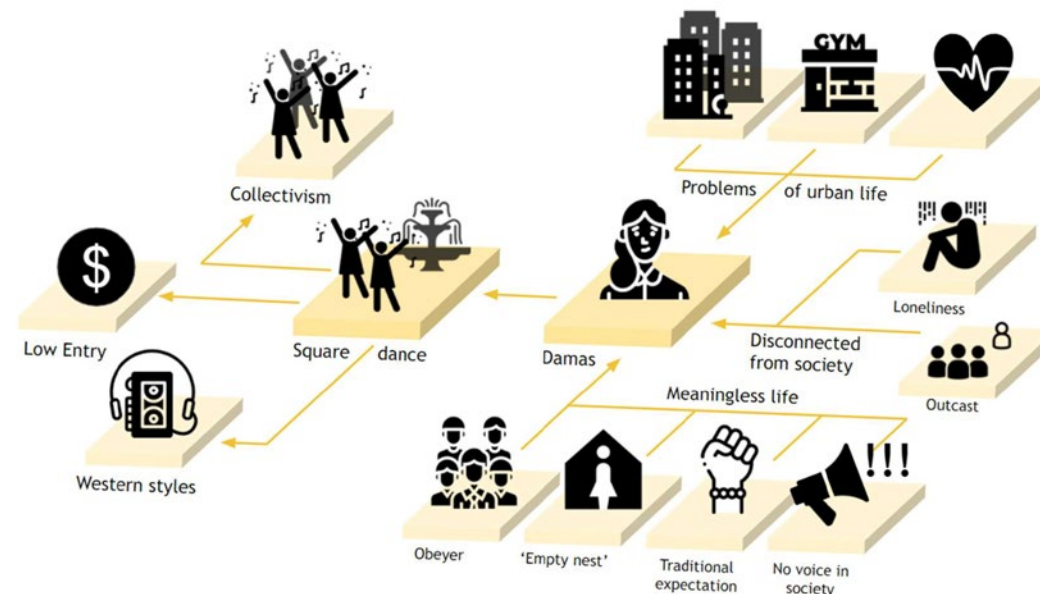 GYM
Problems of urban life
Collectivism
$
Low Entry
Square dance
Damas
Western styles
Loneliness
Disconnected
from society
Outcast
Meaningless life
!!!
Obeyer
‘Empty nest’
Traditional
expectation
No voice in
society